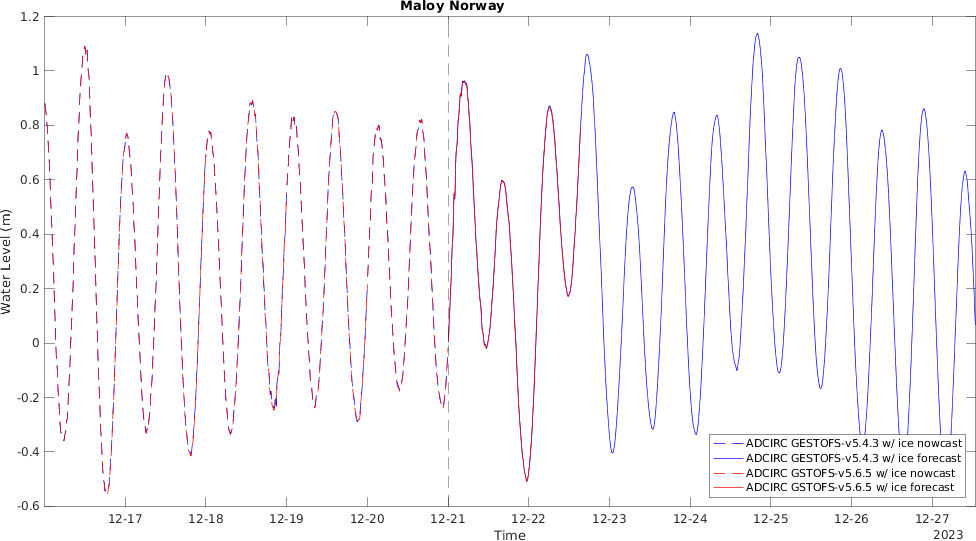 Maloy Norway
1.2
1
0.8
0.6
0.4
0.2
0
-0.2
-0.4
-0.6
Water Level (m)
ADCIRC GESTOFS-v5.4.3 w/ ice nowcast
ADCIRC GESTOFS-v5.4.3 w/ ice forecast
ADCIRC GSTOFS-v5.6.5 w/ ice nowcast
ADCIRC GSTOFS-v5.6.5 w/ ice forecast
12-17 12-18 12-19 12-20 12-21 12-22 12-23 12-24 12-25 12-26 12-27
Time
2023